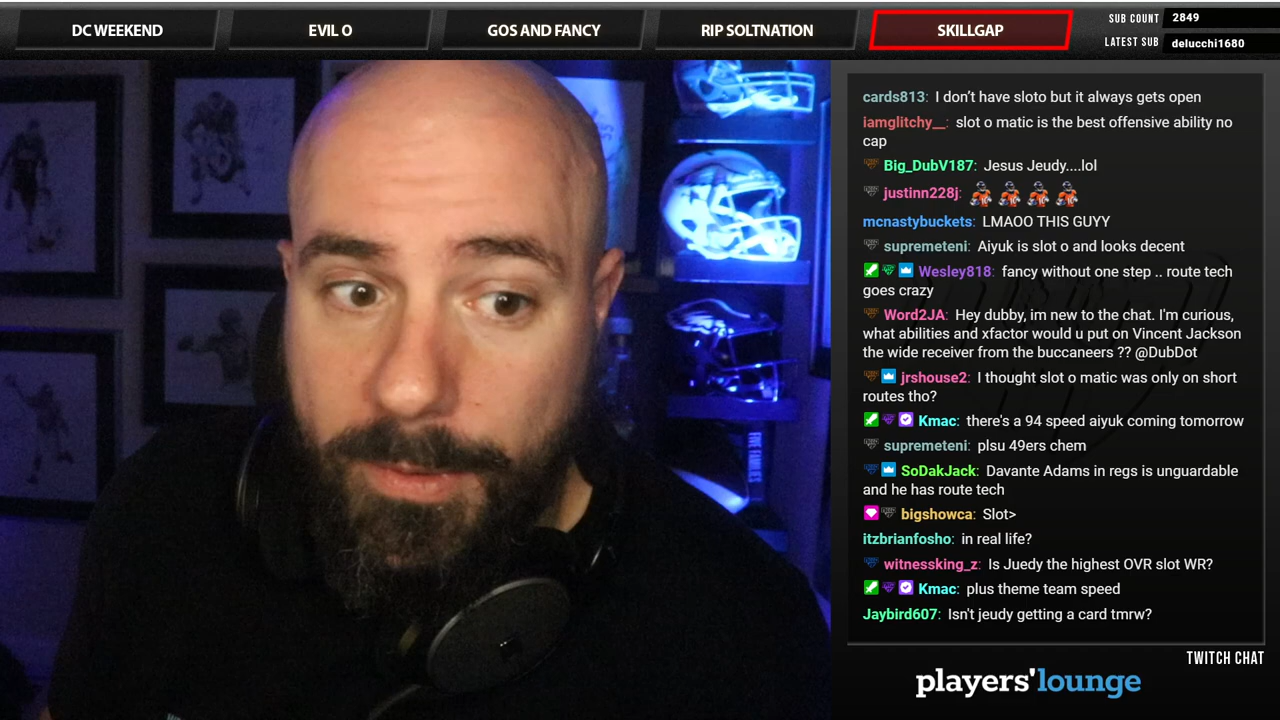 DC WEEKEND
EVIL O
GOS AND FANCY
RIP SOLTNATION
SKILLGAP
SUB COUNT 2849
LATEST SUB delucchi1680
cards813: I don't have sloto but it always gets open
iamglitchy__: slot o matic is the best offensive ability no
cap
Big_DubV187: Jesus Jeudy....lol
justinn228j:
mcnastybuckets: LMAOO THIS GUYY
supremeteni: Aiyuk is slot o and looks decent
Wesley818: fancy without one step .. route tech
goes crazy
Word2JA: Hey dubby, im new to the chat. I'm curious,
what abilities and xfactor would u put on Vincent Jackson
the wide receiver from the buccaneers ?? @DubDot
jrshouse2: I thought slot o matic was only on short
routes tho?
Kmac: there's a 94 speed aiyuk coming tomorrow
supremeteni: plsu 49ers chem
SoDakJack: Davante Adams in regs is unguardable
and he has route tech
bigshowca: Slot>
itzbrianfosho: in real life?
witnessking_z: Is Juedy the highest OVR slot WR?
Kmac: plus theme team speed
Jaybird607: Isn't jeudy getting a card tmrw?
TWITCH CHAT
players'lounge
FIVE FAMILIES